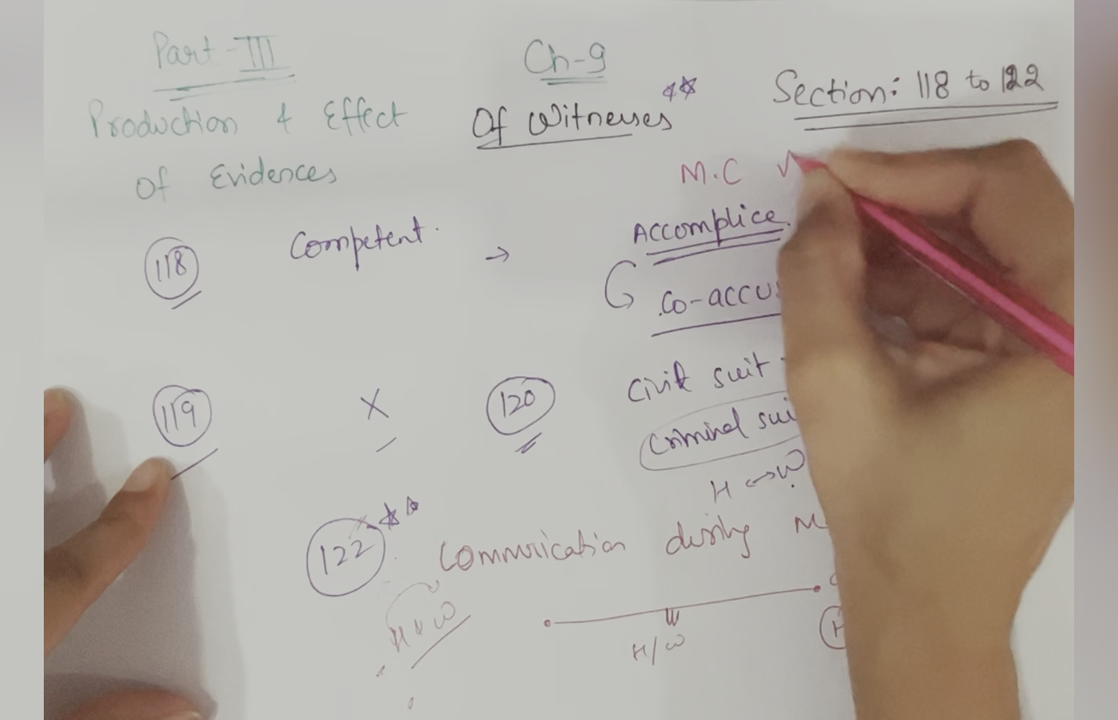 Part-III
Ch-9
Section: 118 to 122
Production & Effect
Of Witnesses
Of Evidences
M.C
118
Competent.
→
Accomplice
Co-accus
119
X
120
Civil suit
Criminal sui
H ↔ W
122
Communication during M
H & W
H/W
H